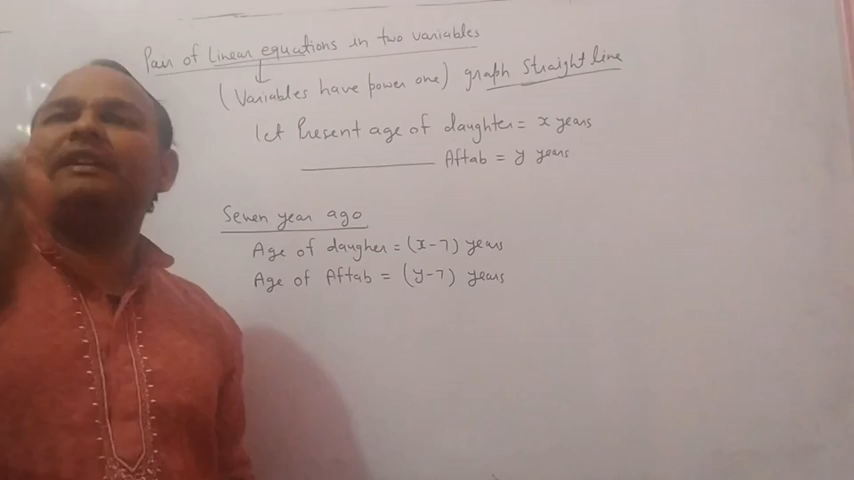 Pair of Linear equations in two variables
(Variables have power one) graph Straight line
let Present age of daughter = x years
Aftab = y years
Seven year ago
Age of daugher = (x-7) years
Age of Aftab = (y-7) years